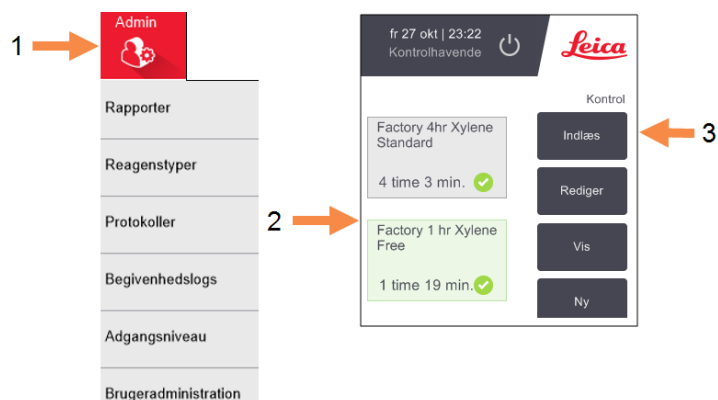 Admin
1
Rapporter
Reagenstyper
Protokoller
Begivenhedslogs
Adgangsniveau
Brugeradministration
fr 27 okt | 23:22
Kontrolhavende
Leica
Kontrol
Factory 4hr Xylene
Standard
4 time 3 min.
2
Factory 1 hr Xylene
Free
1 time 19 min.
Indlæs
3
Rediger
Vis
Ny